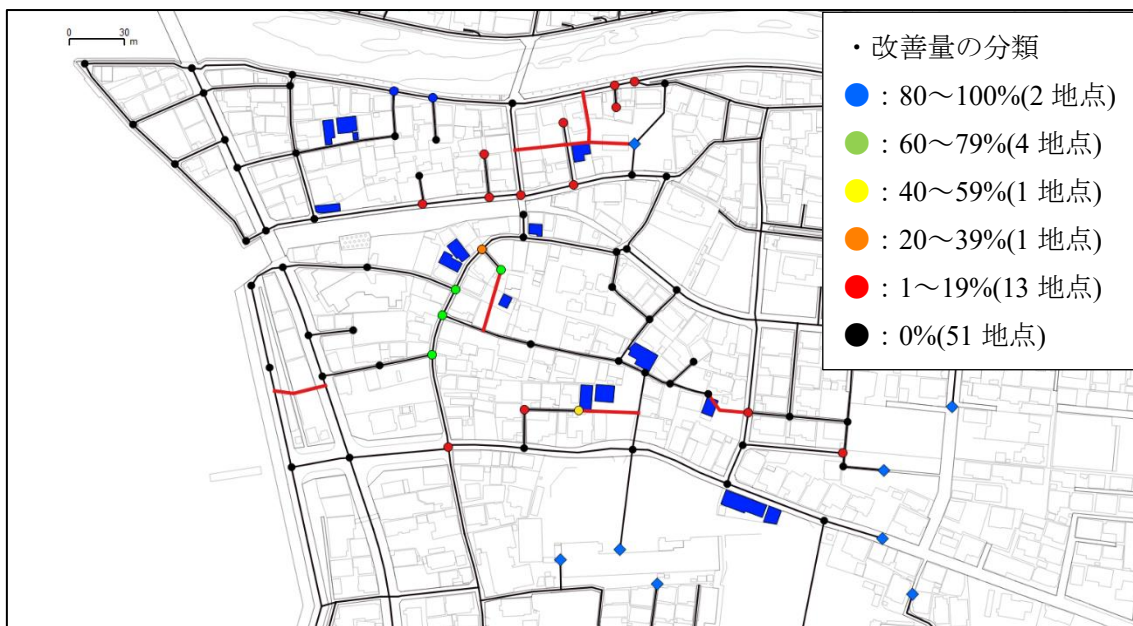 0 30
m
・改善量の分類
：80～100%(2 地点)
：60～79%(4 地点)
：40～59%(1 地点)
：20～39%(1 地点)
：1～19%(13 地点)
：0%(51 地点)